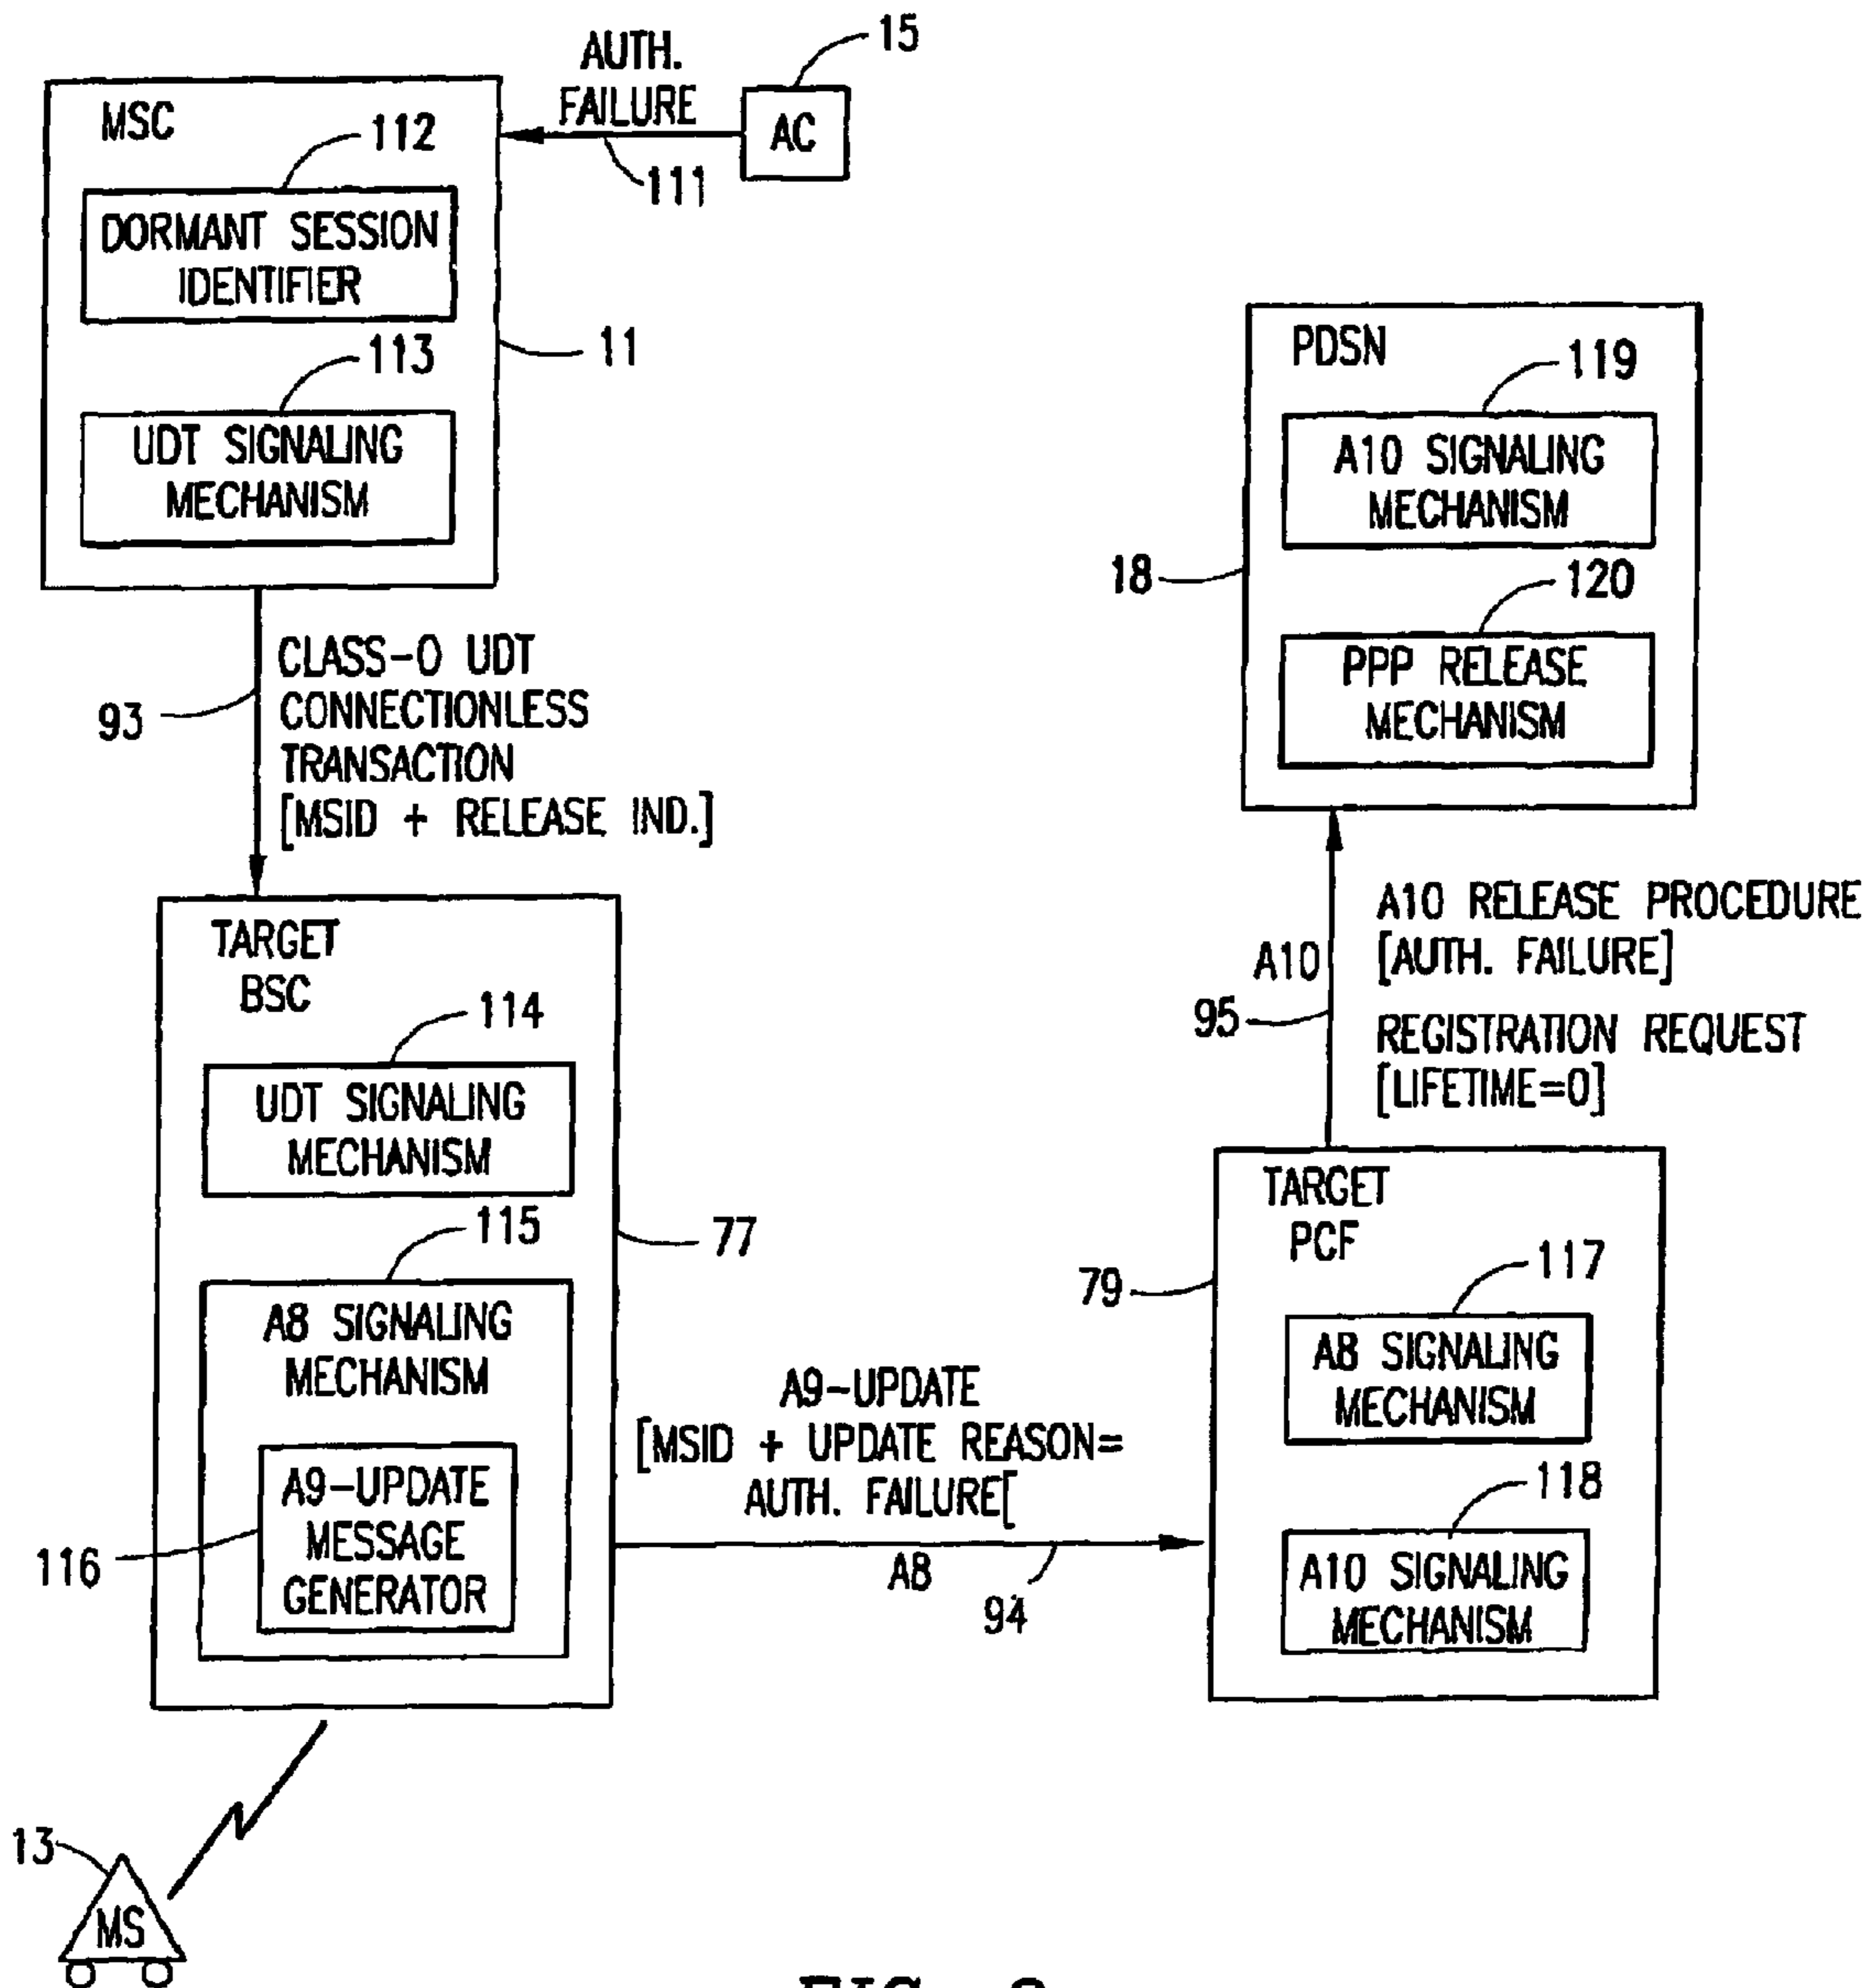 15
AUTH.
FAILURE
AC
111
MSC
112
DORMANT SESSION
IDENTIFIER
11
113
UDT SIGNALING
MECHANISM
93
CLASS-0 UDT
CONNECTIONLESS
TRANSACTION
[MSID + RELEASE IND.]
PDSN
119
A10 SIGNALING
MECHANISM
18
120
PPP RELEASE
MECHANISM
TARGET
BSC
114
UDT SIGNALING
MECHANISM
115
77
A8 SIGNALING
MECHANISM
A9-UPDATE
MESSAGE
GENERATOR
116
A9-UPDATE
[MSID + UPDATE REASON=
AUTH. FAILURE[
A8
94
A10
95
A10 RELEASE PROCEDURE
[AUTH. FAILURE]
REGISTRATION REQUEST
[LIFETIME=0]
TARGET
PCF
79
117
A8 SIGNALING
MECHANISM
118
A10 SIGNALING
MECHANISM
13
MS